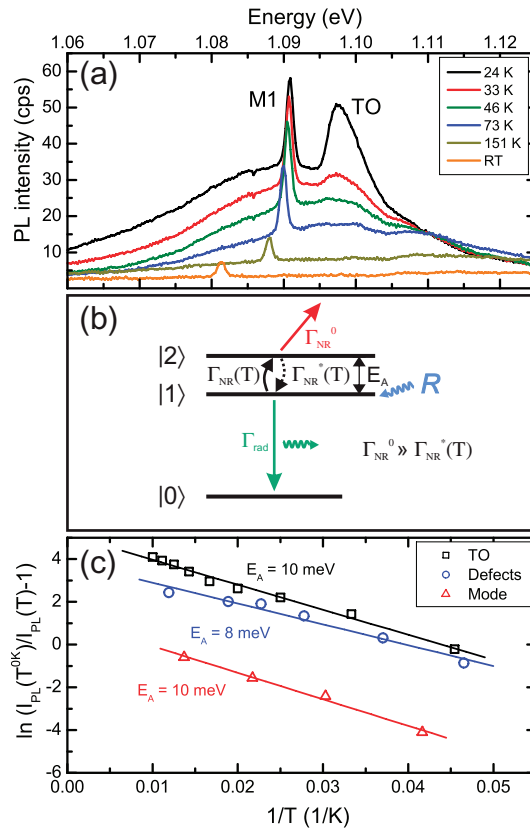 Energy (eV)
1.06 1.07 1.08 1.09 1.10 1.11 1.12
(a)
M1
TO
24 K
33 K
46 K
73 K
151 K
RT
PL intensity (cps)
60
50
40
30
20
10
(b)
Γ_NR^0
|2⟩
Γ_NR(T) Γ_NR^*(T) E_A
|1⟩
R
Γ_rad
Γ_NR^0 » Γ_NR^*(T)
|0⟩
(c)
TO
Defects
Mode
E_A = 10 meV
E_A = 8 meV
E_A = 10 meV
ln (I_PL(T^0K)/I_PL(T)-1)
4
2
0
-2
-4
-6
0.00 0.01 0.02 0.03 0.04 0.05
1/T (1/K)